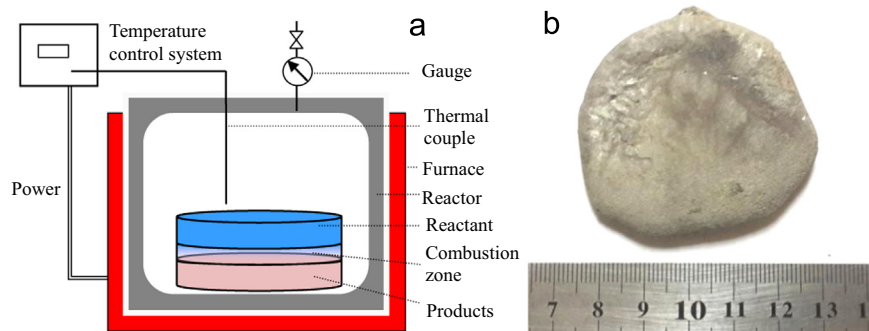 Temperature
control system
a
Gauge
Thermal
couple
Furnace
Power
Reactor
Reactant
Combustion
zone
Products
b
7 8 9 10 11 12 13